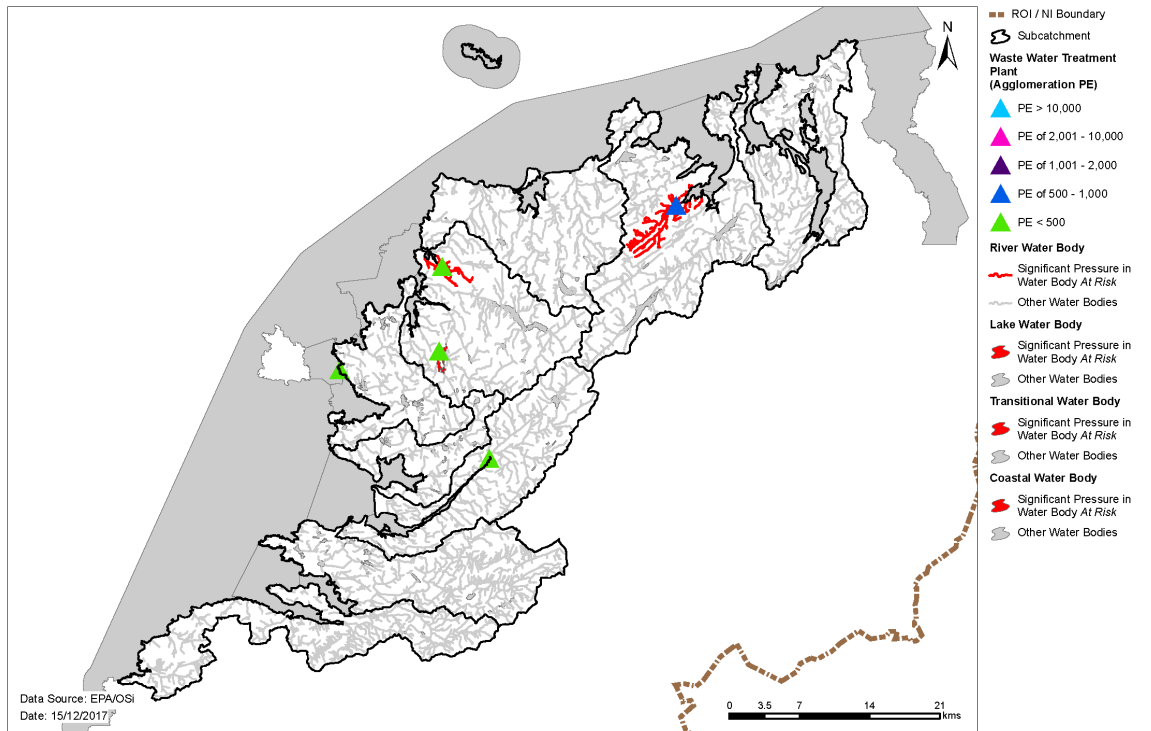 N
ROI / NI Boundary
Subcatchment
Waste Water Treatment
Plant
(Agglomeration PE)
PE > 10,000
PE of 2,001 - 10,000
PE of 1,001 - 2,000
PE of 500 - 1,000
PE < 500
River Water Body
Significant Pressure in
Water Body At Risk
Other Water Bodies
Lake Water Body
Significant Pressure in
Water Body At Risk
Other Water Bodies
Transitional Water Body
Significant Pressure in
Water Body At Risk
Other Water Bodies
Coastal Water Body
Significant Pressure in
Water Body At Risk
Other Water Bodies
Data Source: EPA/OSi
Date: 15/12/2017
0 3.5 7 14 21
kms